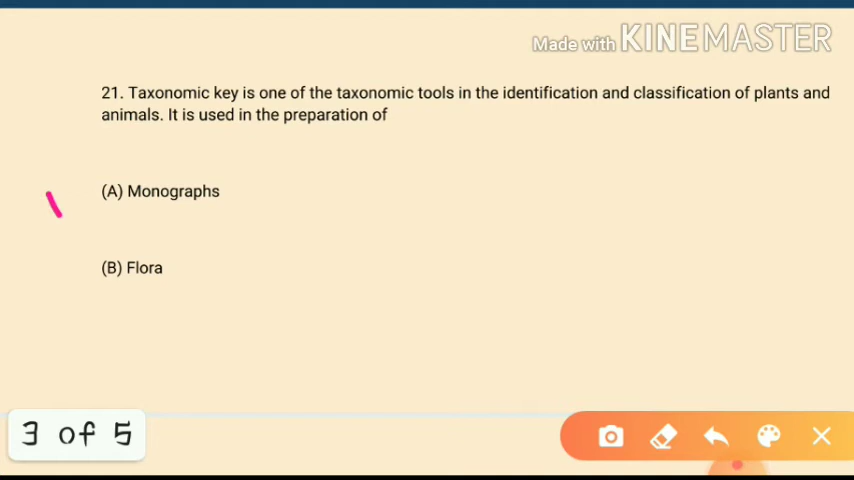 Made with KINEMASTER
21. Taxonomic key is one of the taxonomic tools in the identification and classification of plants and
animals. It is used in the preparation of
(A) Monographs
(B) Flora
3 of 5